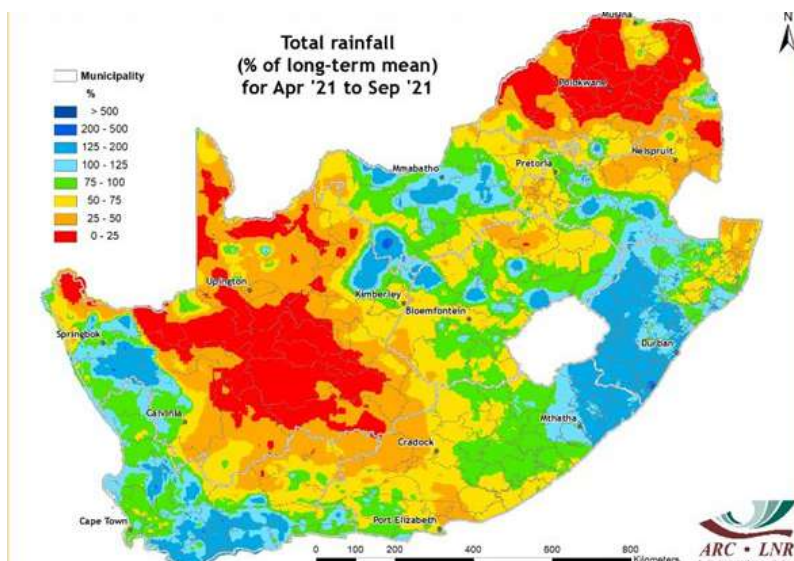 Total rainfall
(% of long-term mean)
for Apr '21 to Sep '21
N
Municipality
%
> 500
200 - 500
125 - 200
100 - 125
75 - 100
50 - 75
25 - 50
0 - 25
Musina
Polokwane
Nelspruit
Pretoria
Mmabatho
Upington
Kimberley
Bloemfontein
Springbok
Durban
Calvinia
Mthatha
Cradock
Cape Town
Port Elizabeth
0 100 200 400 600 800
Kilometers
ARC • LNR